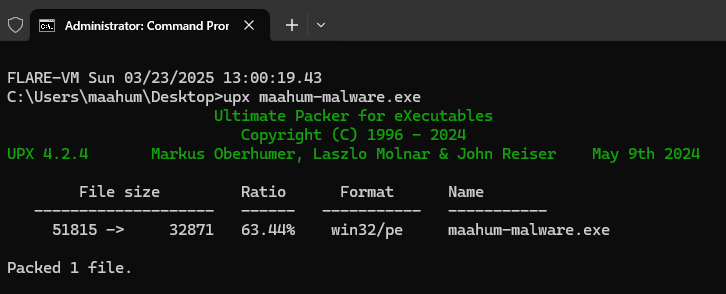 Administrator: Command Pron
FLARE-VM Sun 03/23/2025 13:00:19.43
C:\Users\maahum\Desktop>upx maahum-malware.exe
Ultimate Packer for eXecutables
Copyright (C) 1996 - 2024
UPX 4.2.4 Markus Oberhumer, Laszlo Molnar & John Reiser May 9th 2024
File size Ratio Format Name
-------------------- ------ ----------- -----------
51815 -> 32871 63.44% win32/pe maahum-malware.exe
Packed 1 file.